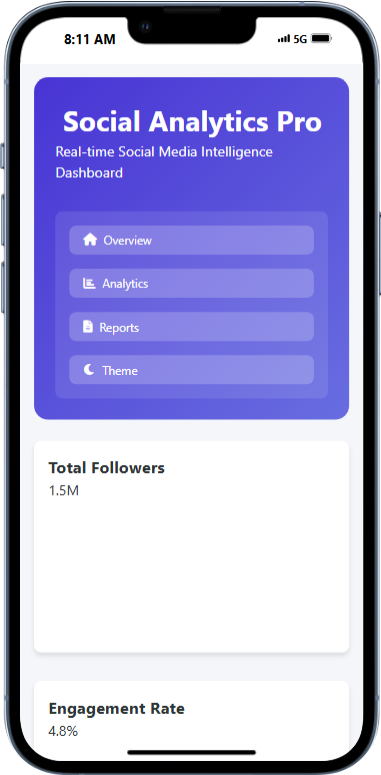 8:11 AM 5G
Social Analytics Pro
Real-time Social Media Intelligence
Dashboard
Overview
Analytics
Reports
Theme
Total Followers
1.5M
Engagement Rate
4.8%